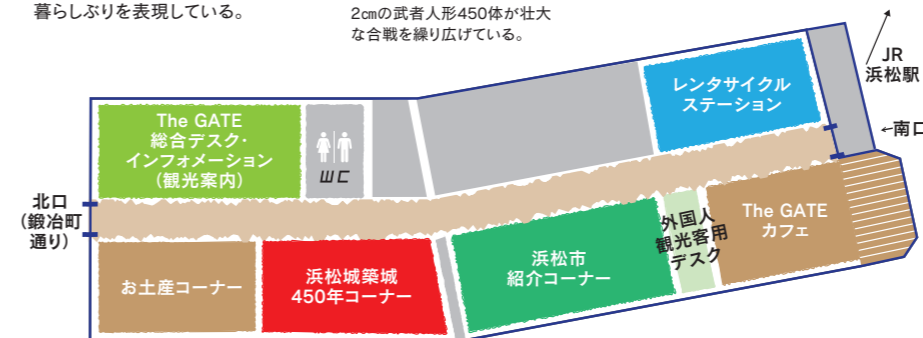 暮らしぶりを表現している。
2㎝の武者人形450体が壮大
な合戦を繰り広げている。
JR
浜松駅
←南口
レンタサイクル
ステーション
The GATE
総合デスク・
インフォメーション
(観光案内)
北口
(鍛冶町
通り)
外国人
観光客用
デスク
The GATE
カフェ
浜松市
紹介コーナー
浜松城築城
450年コーナー
お土産コーナー